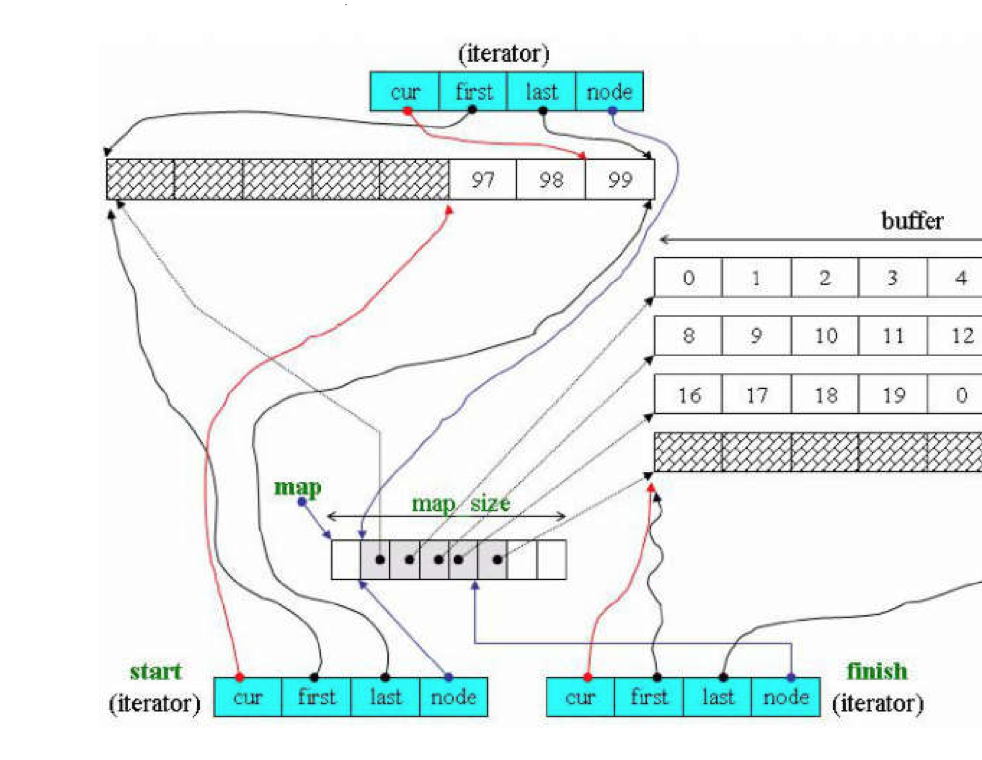 (iterator)
cur first last node
97 98 99
buffer
0 1 2 3 4
8 9 10 11 12
16 17 18 19 0
map
map size
start
(iterator)
cur first last node
cur first last node
finish
(iterator)